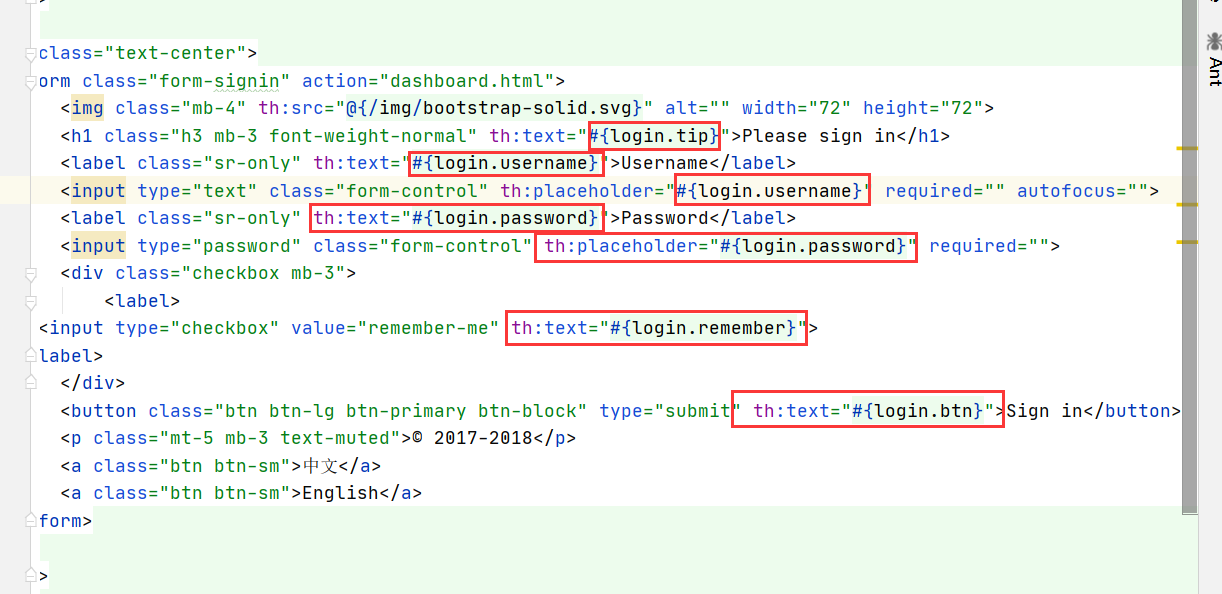 >
class="text-center">
orm class="form-signin" action="dashboard.html">
<img class="mb-4" th:src="@{/img/bootstrap-solid.svg}" alt="" width="72" height="72">
<h1 class="h3 mb-3 font-weight-normal" th:text="#{login.tip}">Please sign in</h1>
<label class="sr-only" th:text="#{login.username}">Username</label>
<input type="text" class="form-control" th:placeholder="#{login.username}" required="" autofocus="">
<label class="sr-only" th:text="#{login.password}">Password</label>
<input type="password" class="form-control" th:placeholder="#{login.password}" required="">
<div class="checkbox mb-3">
<label>
<input type="checkbox" value="remember-me" th:text="#{login.remember}">
label>
</div>
<button class="btn btn-lg btn-primary btn-block" type="submit" th:text="#{login.btn}">Sign in</button>
<p class="mt-5 mb-3 text-muted">© 2017-2018</p>
<a class="btn btn-sm">中文</a>
<a class="btn btn-sm">English</a>
form>
>
Ant